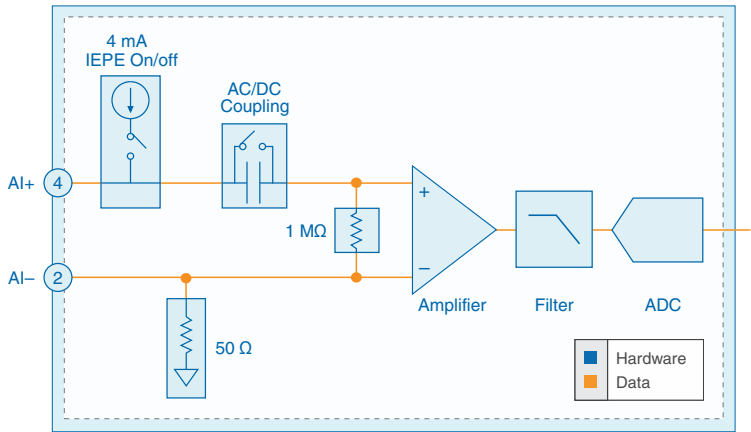 4 mA
IEPE On/off
AC/DC
Coupling
AI+
4
+
1 MΩ
AI–
2
–
Amplifier
Filter
ADC
50 Ω
Hardware
Data